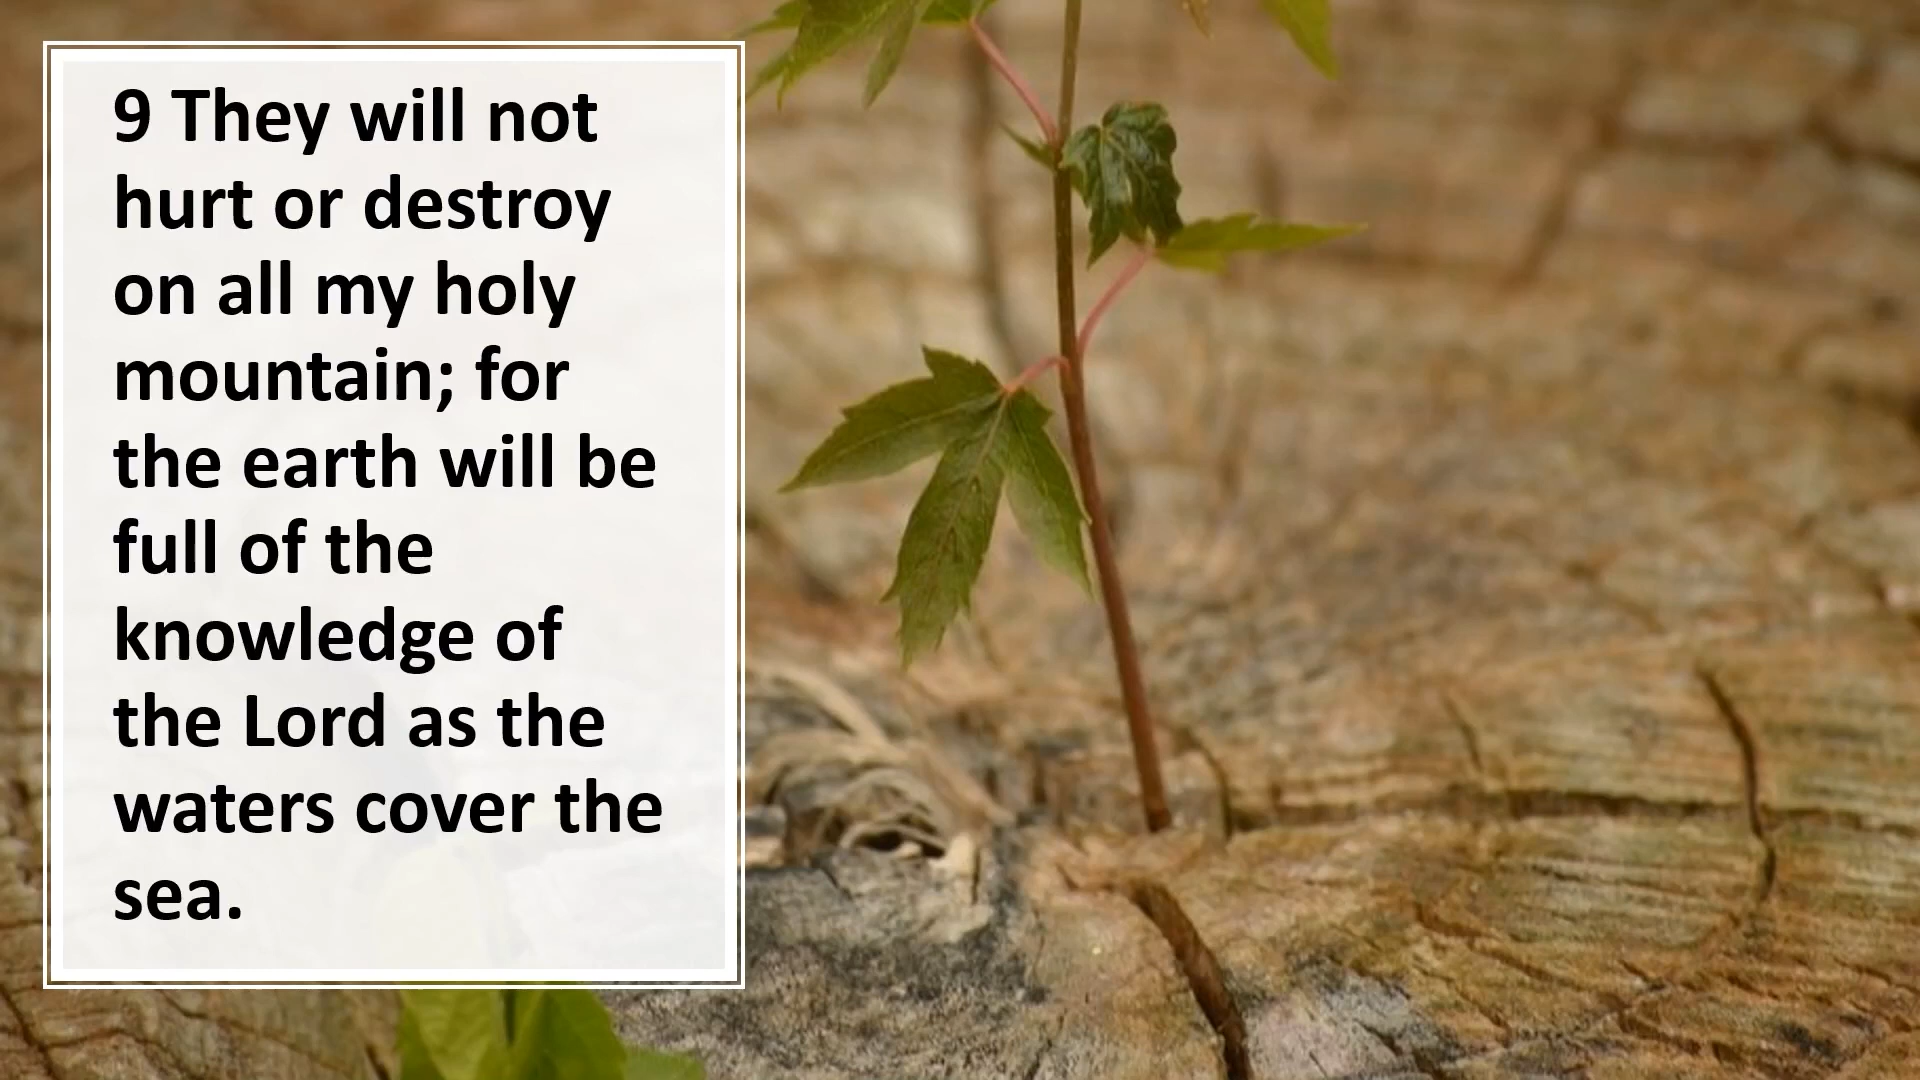 9 They will not
hurt or destroy
on all my holy
mountain; for
the earth will be
full of the
knowledge of
the Lord as the
waters cover the
sea.